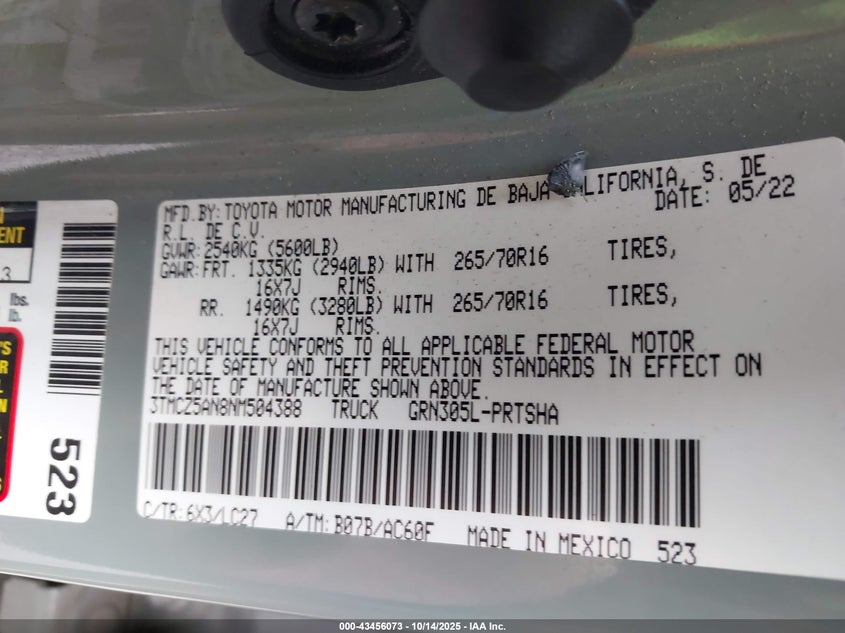 MFD. BY: TOYOTA MOTOR MANUFACTURING DE BAJA CALIFORNIA, S. DE
R.L. DE C.V. DATE: 05/22
GVWR: 2540KG (5600LB)
GAWR: FRT. 1335KG (2940LB) WITH 265/70R16 TIRES,
16X7J RIMS.
RR. 1490KG (3280LB) WITH 265/70R16 TIRES,
16X7J RIMS.
THIS VEHICLE CONFORMS TO ALL APPLICABLE FEDERAL MOTOR
VEHICLE SAFETY AND THEFT PREVENTION STANDARDS IN EFFECT ON
THE DATE OF MANUFACTURE SHOWN ABOVE.
3TMCZ5AN8NM504388 TRUCK GRN305L-PRTSHA
C/TR: 6X3/LC27 A/TM: B07B/AC60F MADE IN MEXICO 523
3
lbs.
lb.
523
000-43456073 - 10/14/2025 - IAA Inc.